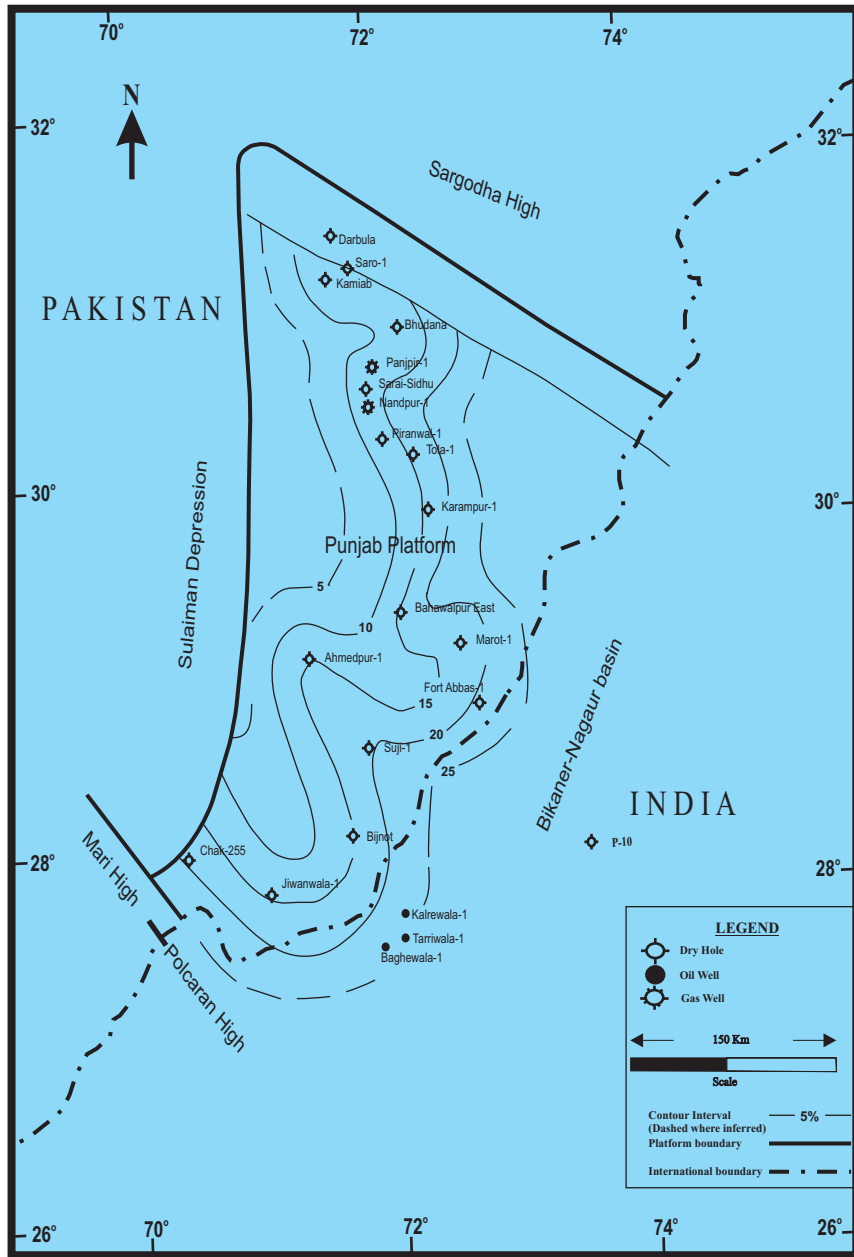 70°
72°
74°
N
32°
32°
Sargodha High
Darbula
Saro-1
Kamiab
PAKISTAN
Bhudana
Panjpir-1
Sarai-Sidhu
Nandpur-1
Piranwal-1
Tola-1
30°
30°
Karampur-1
Punjab Platform
Sulaiman Depression
5
Bahawalpur East
10
Marot-1
Ahmedpur-1
Fort Abbas-1
15
20
Suji-1
25
Bikaner-Nagaur basin
INDIA
Bijnot
P-10
28°
28°
Chak-255
Mari High
Jiwanwala-1
Kalrewala-1
Tarriwala-1
Baghewala-1
Polcaran High
LEGEND
Dry Hole
Oil Well
Gas Well
150 Km
Scale
Contour Interval
5%
(Dashed where inferred)
Platform boundary
International boundary
26°
70°
72°
74°
26°